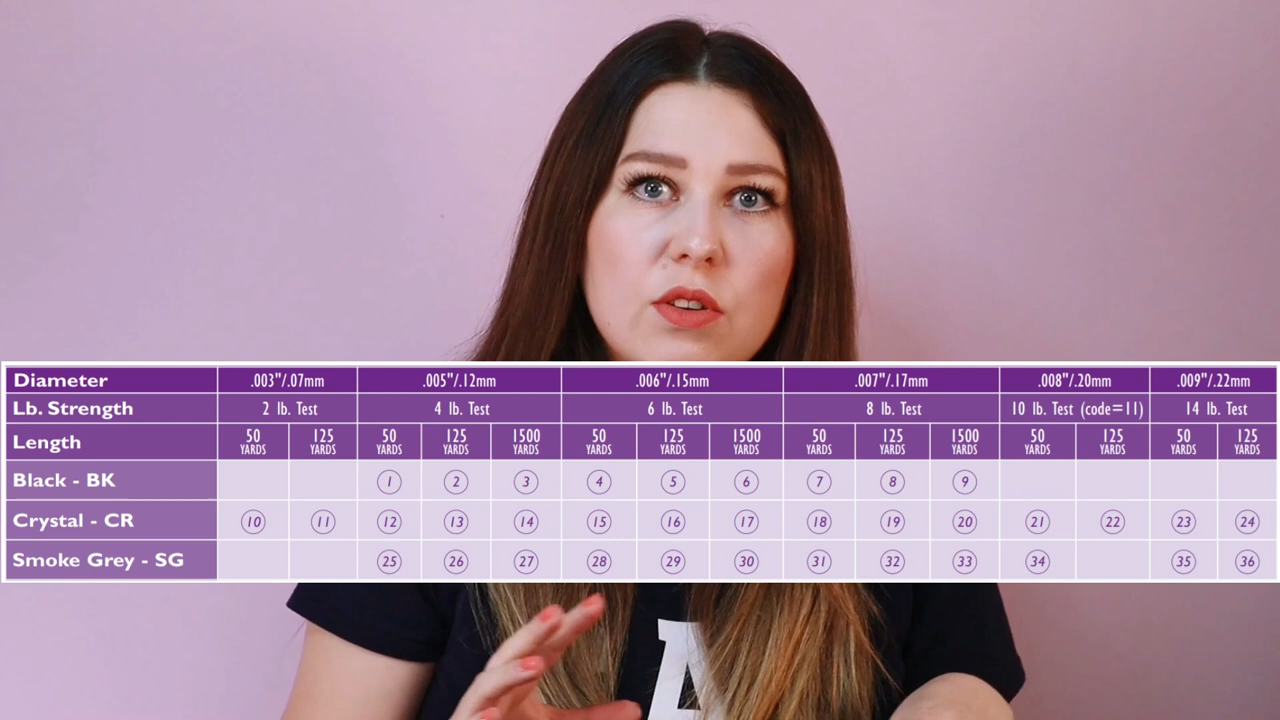 Diameter .003"/.07mm .005"/.12mm .006"/.15mm .007"/.17mm .008"/.20mm .009"/.22mm
Lb. Strength 2 lb. Test 4 lb. Test 6 lb. Test 8 lb. Test 10 lb. Test (code=11) 14 lb. Test
Length 50 YARDS 125 YARDS 50 YARDS 125 YARDS 1500 YARDS 50 YARDS 125 YARDS 1500 YARDS 50 YARDS 125 YARDS 1500 YARDS 50 YARDS 125 YARDS 50 YARDS 125 YARDS
Black - BK 1 2 3 4 5 6 7 8 9
Crystal - CR 10 11 12 13 14 15 16 17 18 19 20 21 22 23 24
Smoke Grey - SG 25 26 27 28 29 30 31 32 33 34 35 36